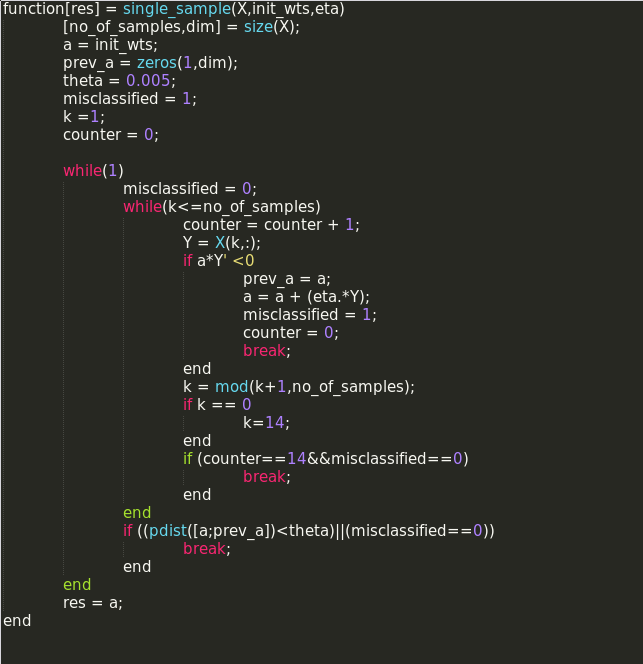 function[res] = single_sample(X,init_wts,eta)
[no_of_samples,dim] = size(X);
a = init_wts;
prev_a = zeros(1,dim);
theta = 0.005;
misclassified = 1;
k =1;
counter = 0;
while(1)
misclassified = 0;
while(k<=no_of_samples)
counter = counter + 1;
Y = X(k,:);
if a*Y' <0
prev_a = a;
a = a + (eta.*Y);
misclassified = 1;
counter = 0;
break;
end
k = mod(k+1,no_of_samples);
if k == 0
k=14;
end
if (counter==14&&misclassified==0)
break;
end
end
if ((pdist([a;prev_a])<theta)||(misclassified==0))
break;
end
end
res = a;
end